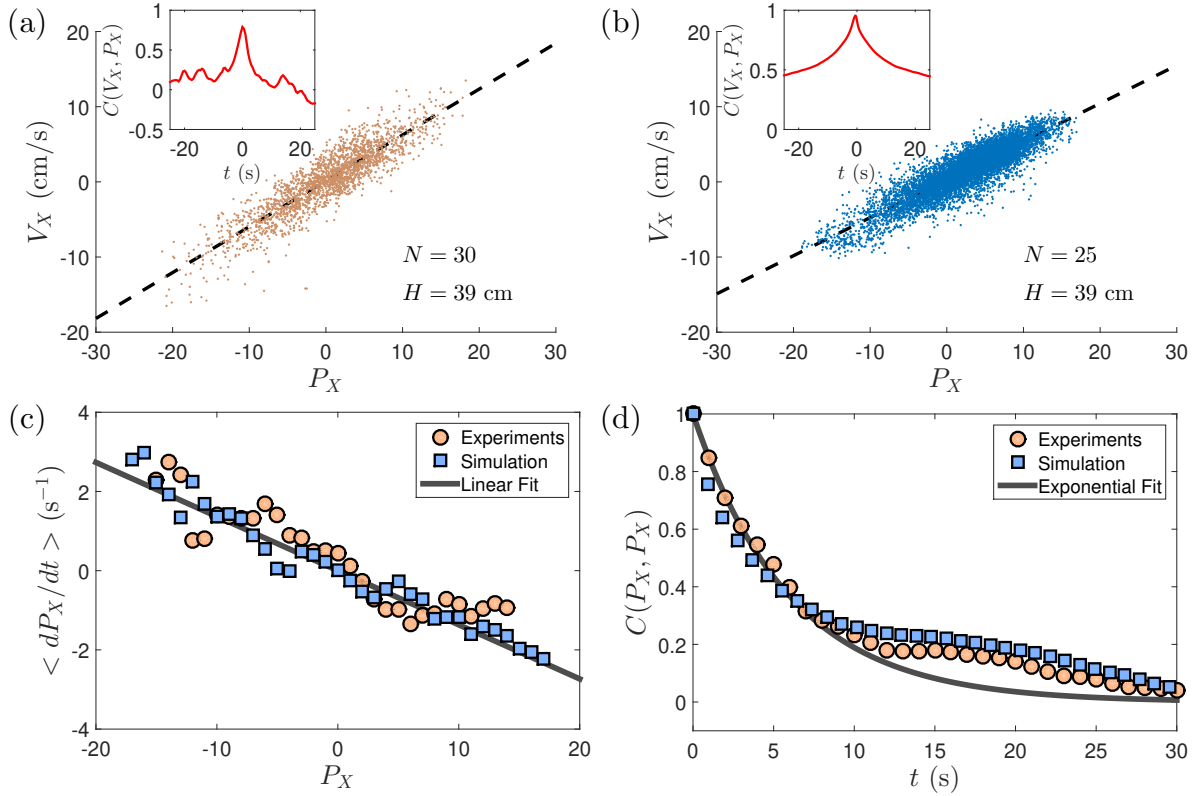 (a)
C(V_X, P_X)
1
0.5
0
-0.5
-20 0 20
t (s)
V_X (cm/s)
20
10
0
-10
-20
N = 30
H = 39 cm
-30 -20 -10 0 10 20 30
P_X
(b)
C(V_X, P_X)
1
0.5
0
-20 0 20
t (s)
V_X (cm/s)
20
10
0
-10
-20
N = 25
H = 39 cm
-30 -20 -10 0 10 20 30
P_X
(c)
< dP_X/dt > (s⁻¹)
4
2
0
-2
-4
Experiments
Simulation
Linear Fit
-20 -10 0 10 20
P_X
(d)
C(P_X, P_X)
1
0.8
0.6
0.4
0.2
0
Experiments
Simulation
Exponential Fit
0 5 10 15 20 25 30
t (s)